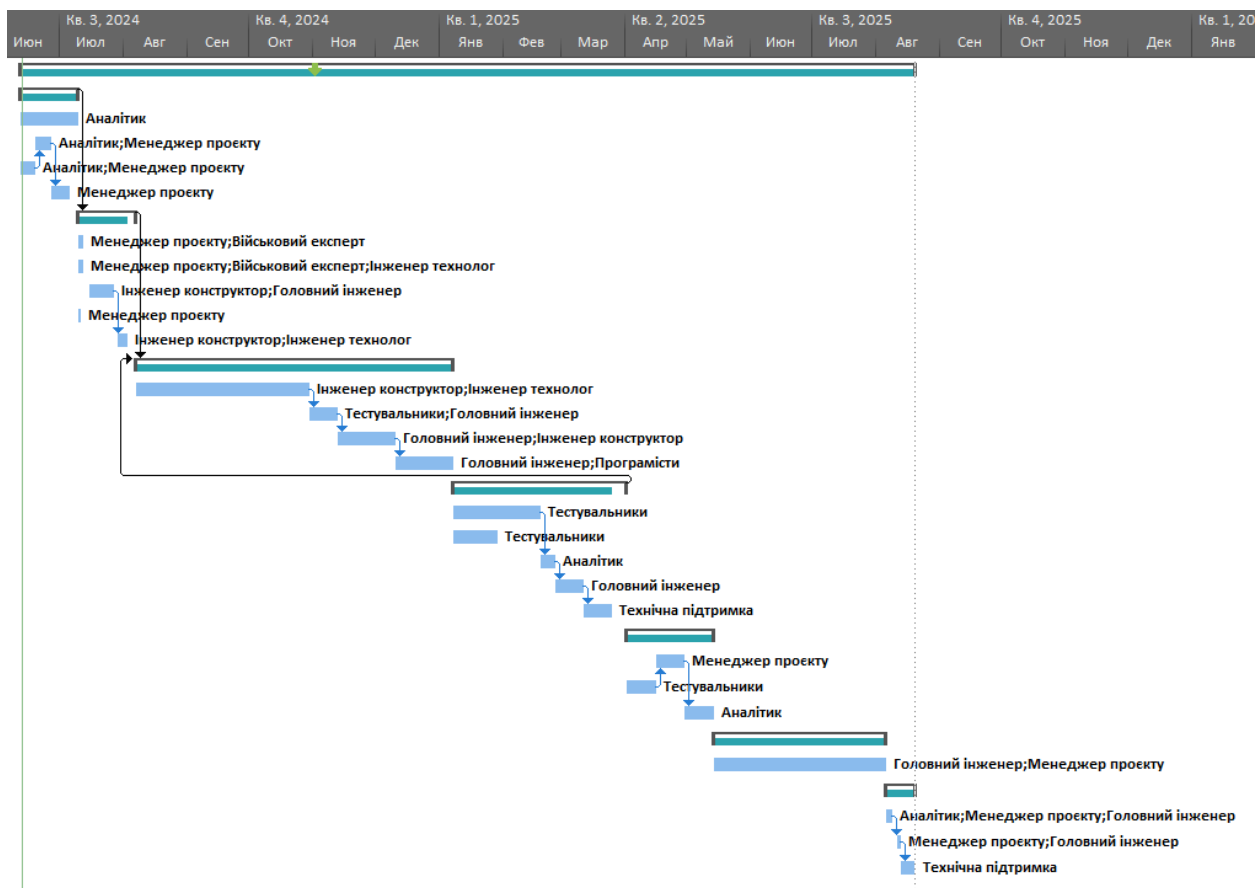 Кв. 3, 2024 Кв. 4, 2024 Кв. 1, 2025 Кв. 2, 2025 Кв. 3, 2025 Кв. 4, 2025 Кв. 1, 20
Июн Июл Авг Сен Окт Ноя Дек Янв Фев Мар Апр Май Июн Июл Авг Сен Окт Ноя Дек Янв
Аналітик
Аналітик;Менеджер проєкту
Аналітик;Менеджер проєкту
Менеджер проєкту
Менеджер проєкту;Військовий експерт
Менеджер проєкту;Військовий експерт;Інженер технолог
Інженер конструктор;Головний інженер
Менеджер проєкту
Інженер конструктор;Інженер технолог
Інженер конструктор;Інженер технолог
Тестувальники;Головний інженер
Головний інженер;Інженер конструктор
Головний інженер;Програмісти
Тестувальники
Тестувальники
Аналітик
Головний інженер
Технічна підтримка
Менеджер проєкту
Тестувальники
Аналітик
Головний інженер;Менеджер проєкту
Аналітик;Менеджер проєкту;Головний інженер
Менеджер проєкту;Головний інженер
Технічна підтримка